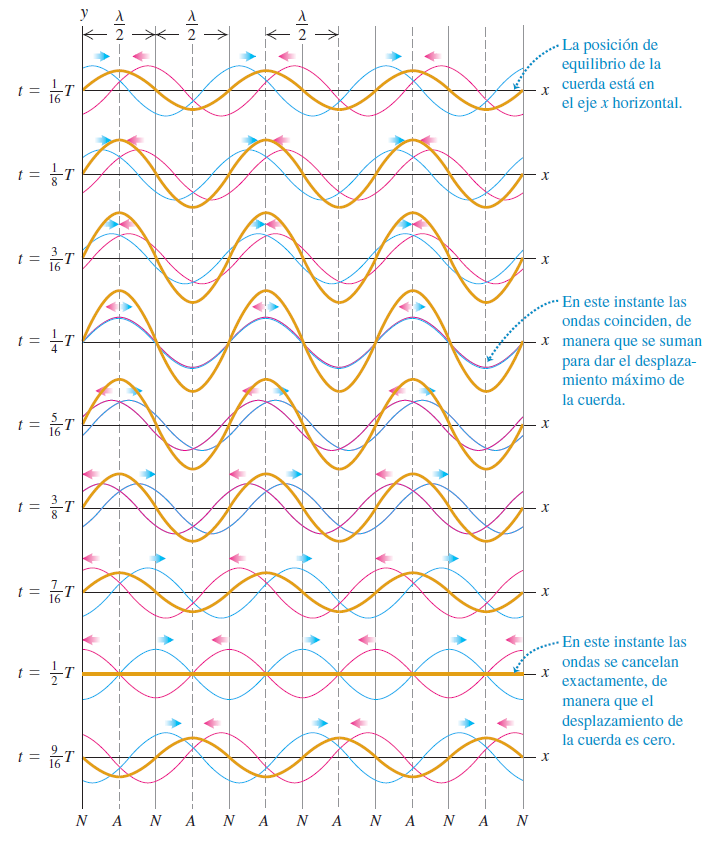 y
λ/2 λ/2 λ/2
La posición de
equilibrio de la
cuerda está en
el eje x horizontal.
t = 1/16 T x
t = 1/8 T x
t = 3/16 T x
En este instante las
ondas coinciden, de
manera que se suman
para dar el desplaza-
miento máximo de
la cuerda.
t = 1/4 T x
t = 5/16 T x
t = 3/8 T x
t = 7/16 T x
En este instante las
ondas se cancelan
exactamente, de
manera que el
desplazamiento de
la cuerda es cero.
t = 1/2 T x
t = 9/16 T x
N A N A N A N A N A N A N